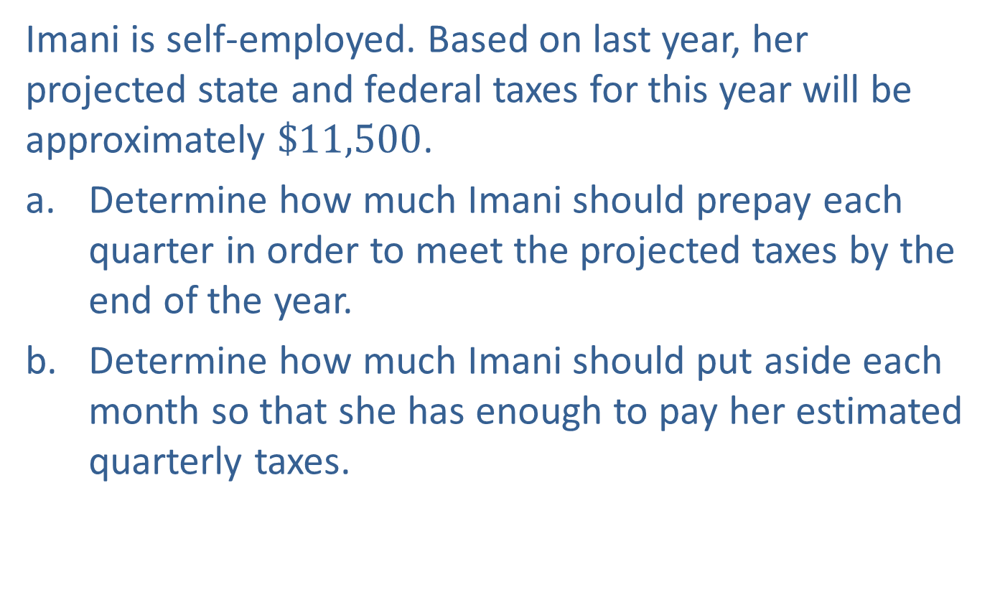 Imani is self-employed. Based on last year, her
projected state and federal taxes for this year will be
approximately $11,500.
a. Determine how much Imani should prepay each
quarter in order to meet the projected taxes by the
end of the year.
b. Determine how much Imani should put aside each
month so that she has enough to pay her estimated
quarterly taxes.